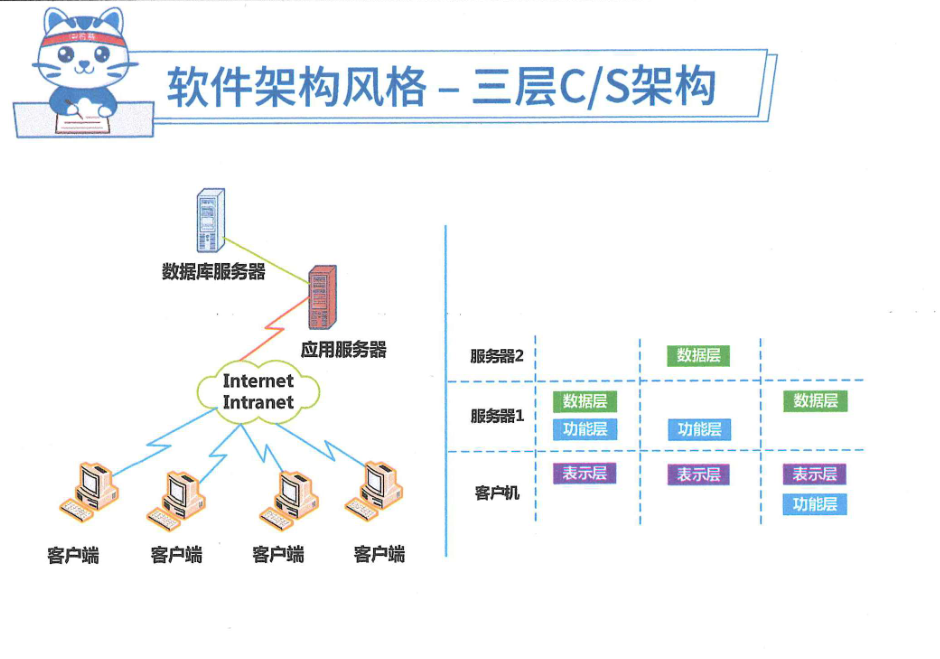 软件架构风格 – 三层C/S架构
数据库服务器
应用服务器
Internet
Intranet
客户端
客户端
客户端
客户端
服务器2
数据层
服务器1
数据层
数据层
功能层
功能层
客户机
表示层
表示层
表示层
功能层